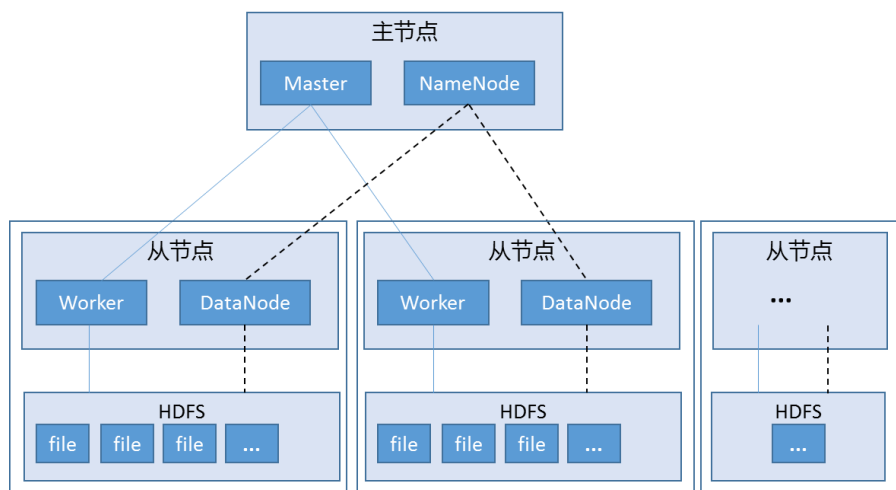 主节点
Master NameNode
从节点 从节点 从节点
Worker DataNode Worker DataNode ...
HDFS HDFS HDFS
file file file ... file file file ... ...